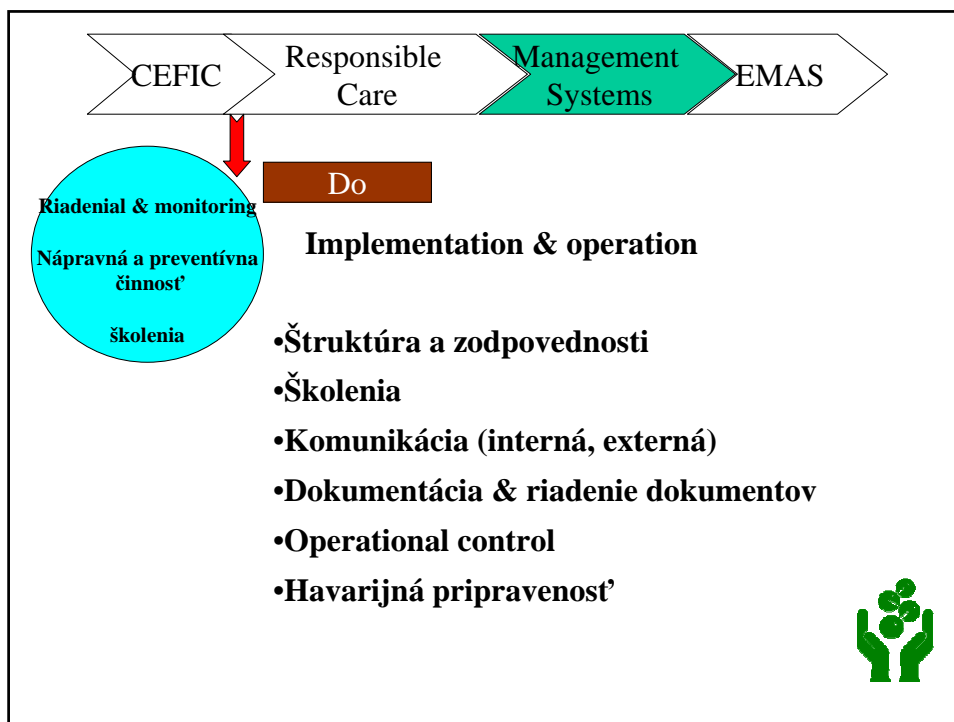 CEFIC
Responsible
Care
Management
Systems
EMAS
Do
Riadenial & monitoring
Nápravná a preventívna
činnosť
školenia
Implementation & operation
•Štruktúra a zodpovednosti
•Školenia
•Komunikácia (interná, externá)
•Dokumentácia & riadenie dokumentov
•Operational control
•Havarijná pripravenosť